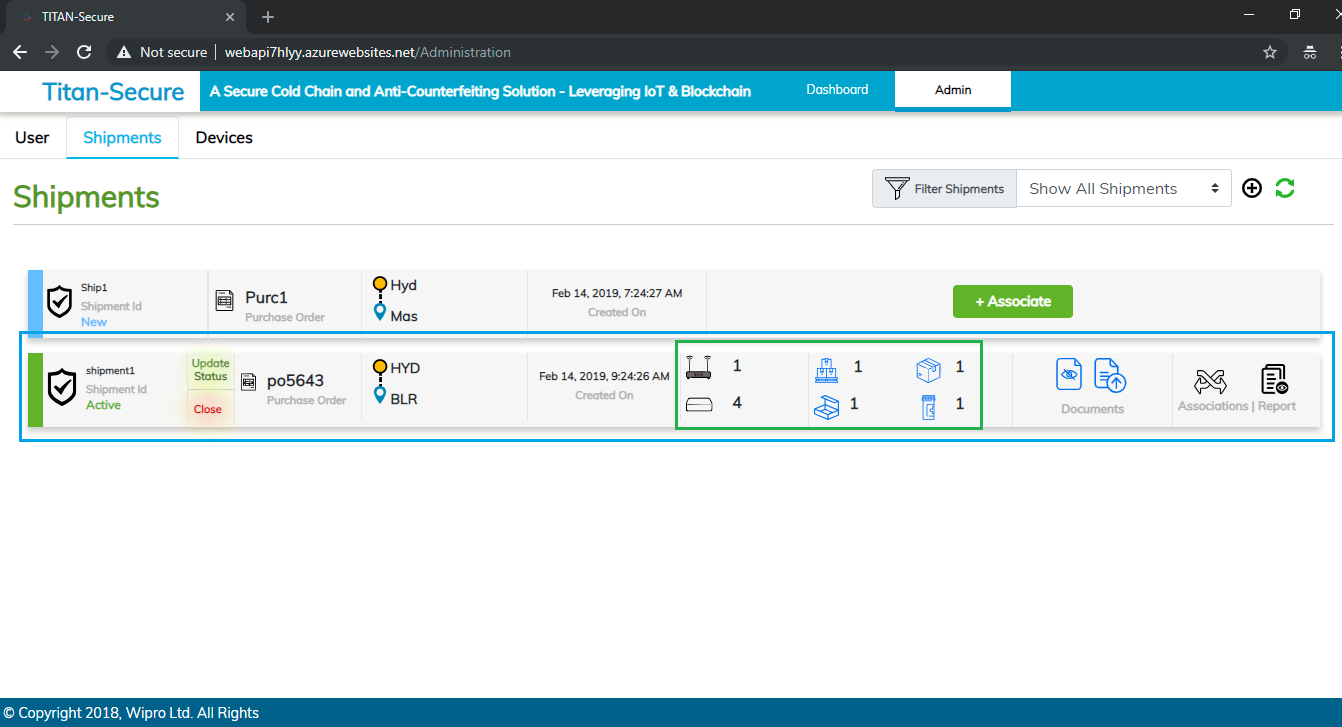 TITAN-Secure
Not secure | webapi7hlyy.azurewebsites.net/Administration
Titan-Secure
A Secure Cold Chain and Anti-Counterfeiting Solution - Leveraging IoT & Blockchain
Dashboard
Admin
User
Shipments
Devices
Shipments
Filter Shipments
Show All Shipments
Ship1
Shipment Id
New
Purc1
Purchase Order
Hyd
Mas
Feb 14, 2019, 7:24:27 AM
Created On
+ Associate
shipment1
Shipment Id
Active
Update
Status
Close
po5643
Purchase Order
HYD
BLR
Feb 14, 2019, 9:24:26 AM
Created On
1 1 1
4 1 1
Documents
Associations | Report
© Copyright 2018, Wipro Ltd. All Rights